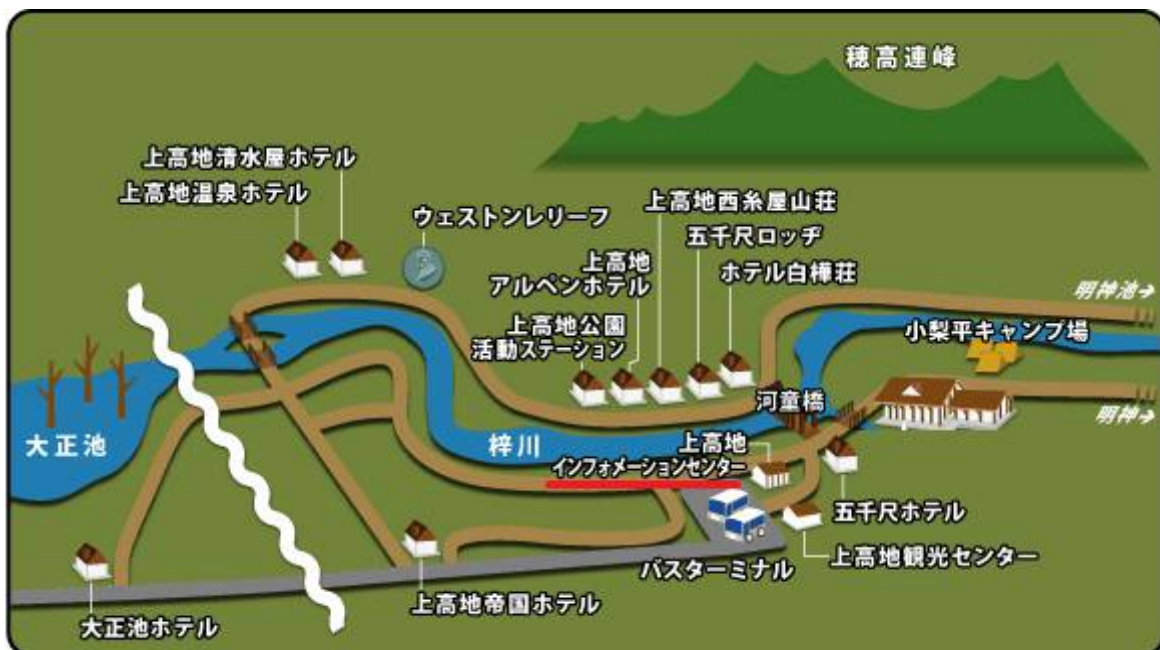 穂高連峰
上高地清水屋ホテル
上高地温泉ホテル
ウェストンレリーフ
上高地西糸屋山荘
五千尺ロッヂ
上高地
アルペンホテル
ホテル白樺荘
上高地公園
活動ステーション
明神池→
小梨平キャンプ場
明神→
河童橋
大正池
梓川
上高地
インフォメーションセンター
五千尺ホテル
上高地観光センター
バスターミナル
上高地帝国ホテル
大正池ホテル